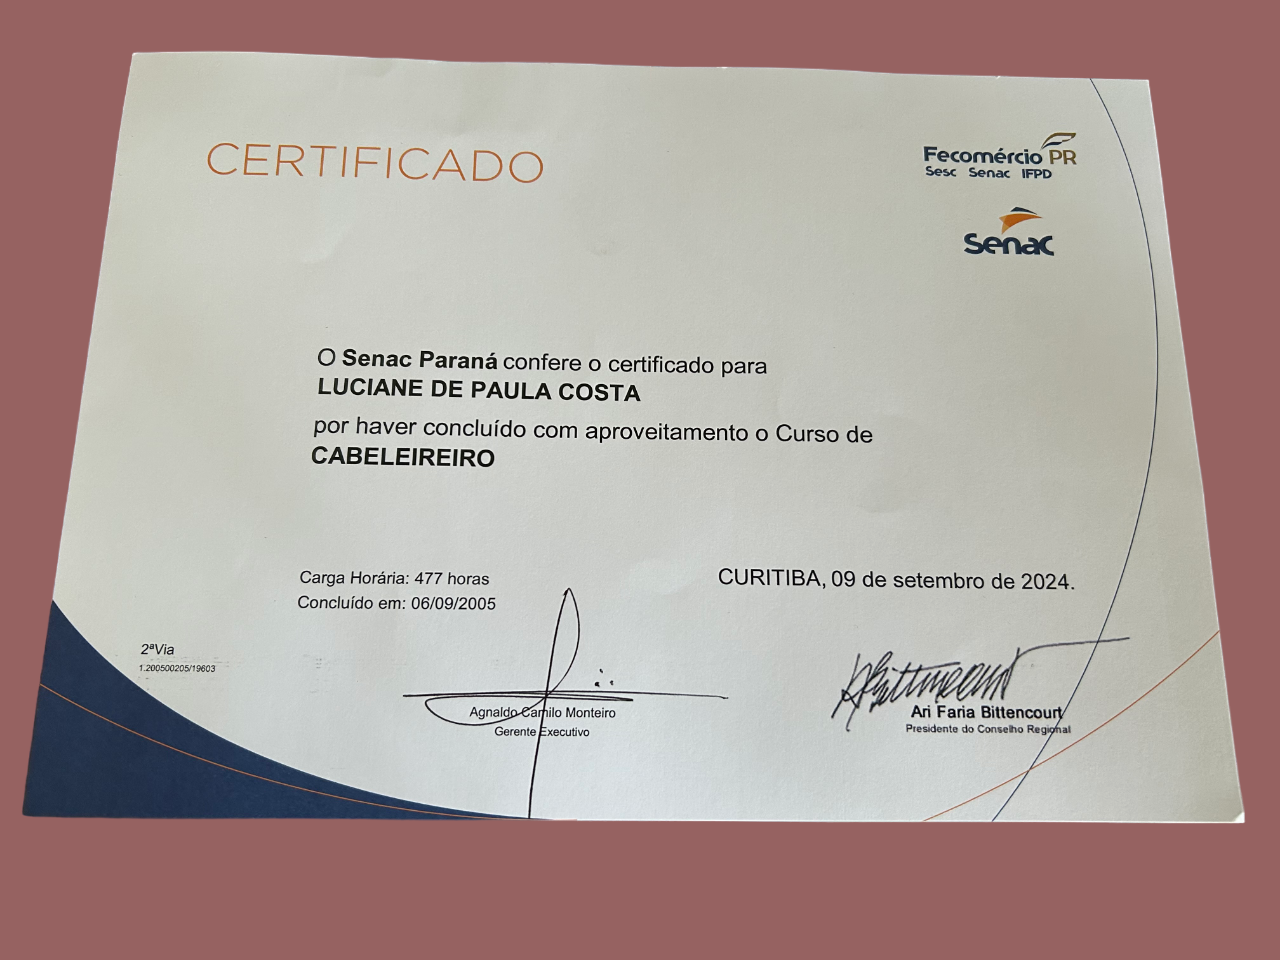 CERTIFICADO
Fecomércio PR
Sesc Senac IFPD
Senac
O Senac Paraná confere o certificado para
LUCIANE DE PAULA COSTA
por haver concluído com aproveitamento o Curso de
CABELEIREIRO
Carga Horária: 477 horas
Concluído em: 06/09/2005
CURITIBA, 09 de setembro de 2024.
2ªVia
1.200500205/19603
Agnaldo Camilo Monteiro
Gerente Executivo
Ari Faria Bittencourt
Presidente do Conselho Regional